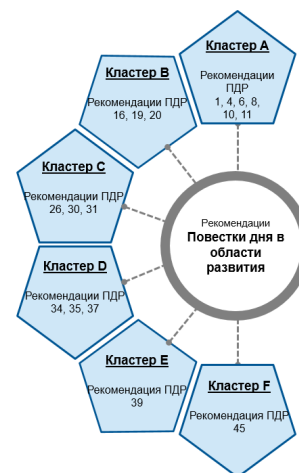 Кластер A
Рекомендации
ПДР
1, 4, 6, 8,
10, 11
Кластер B
Рекомендации ПДР
16, 19, 20
Кластер C
Рекомендации ПДР
26, 30, 31
Кластер D
Рекомендации ПДР
34, 35, 37
Кластер E
Рекомендация ПДР
39
Кластер F
Рекомендация ПДР
45
Рекомендации
Повестки дня в
области
развития